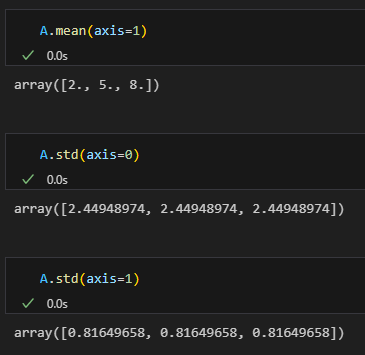 A.mean(axis=1)
0.0s
array([2., 5., 8.])
A.std(axis=0)
0.0s
array([2.44948974, 2.44948974, 2.44948974])
A.std(axis=1)
0.0s
array([0.81649658, 0.81649658, 0.81649658])